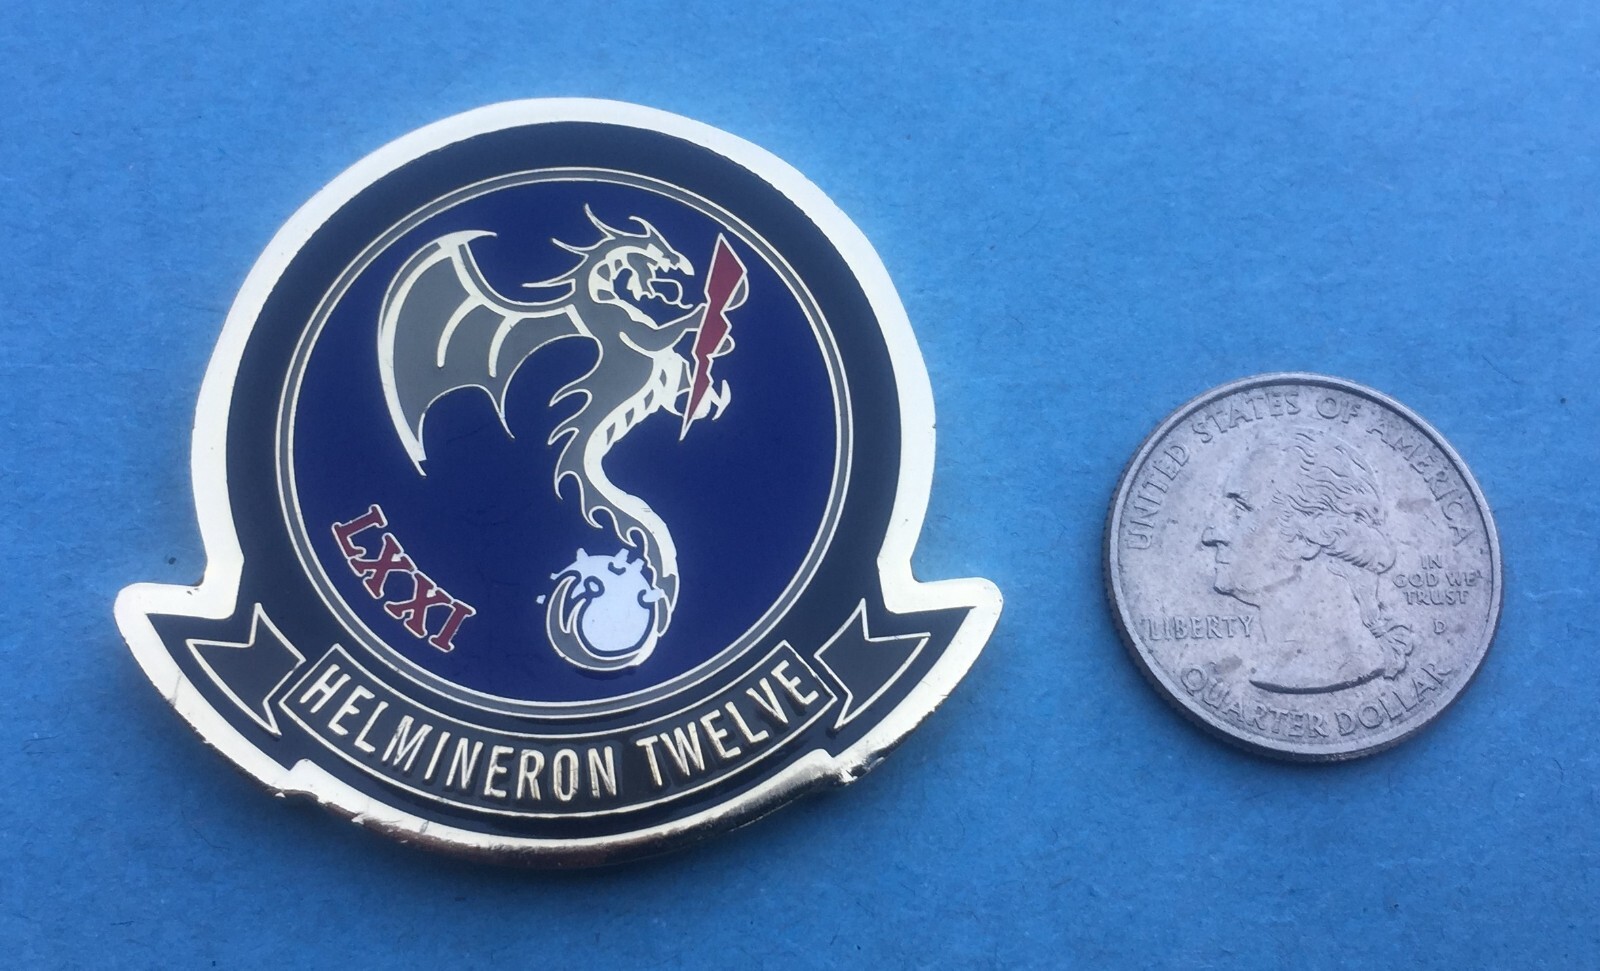 LXXI
HELMINERON TWELVE
UNITED STATES OF AMERICA
IN
GOD WE
TRUST
LIBERTY
D
QUARTER DOLLAR